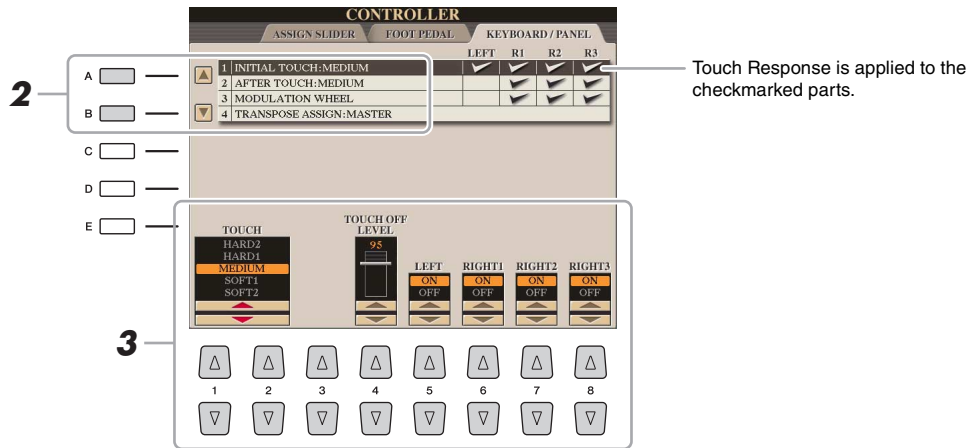 CONTROLLER
ASSIGN SLIDER FOOT PEDAL KEYBOARD / PANEL
LEFT R1 R2 R3
A 1 INITIAL TOUCH:MEDIUM
2 AFTER TOUCH:MEDIUM
3 MODULATION WHEEL
B 4 TRANSPOSE ASSIGN:MASTER
2
Touch Response is applied to the
checkmarked parts.
C
D
E
TOUCH
HARD2
HARD1
MEDIUM
SOFT1
SOFT2
TOUCH OFF
LEVEL
95
LEFT RIGHT1 RIGHT2 RIGHT3
ON ON ON ON
OFF OFF OFF OFF
3
1 2 3 4 5 6 7 8